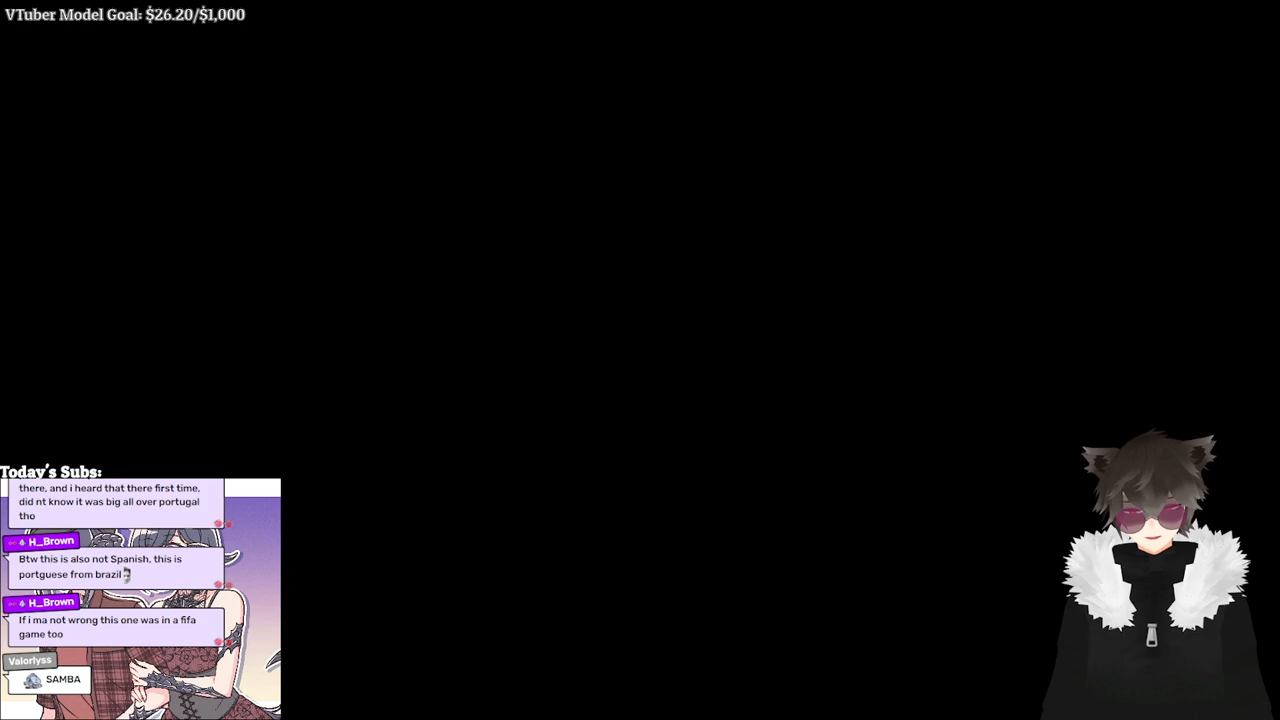 VTuber Model Goal: $26.20/$1,000
Today's Subs:
there, and i heard that there first time,
did nt know it was big all over portugal
tho
H_Brown
Btw this is also not Spanish, this is
portguese from brazil
H_Brown
If i ma not wrong this one was in a fifa
game too
Valorlyss
SAMBA